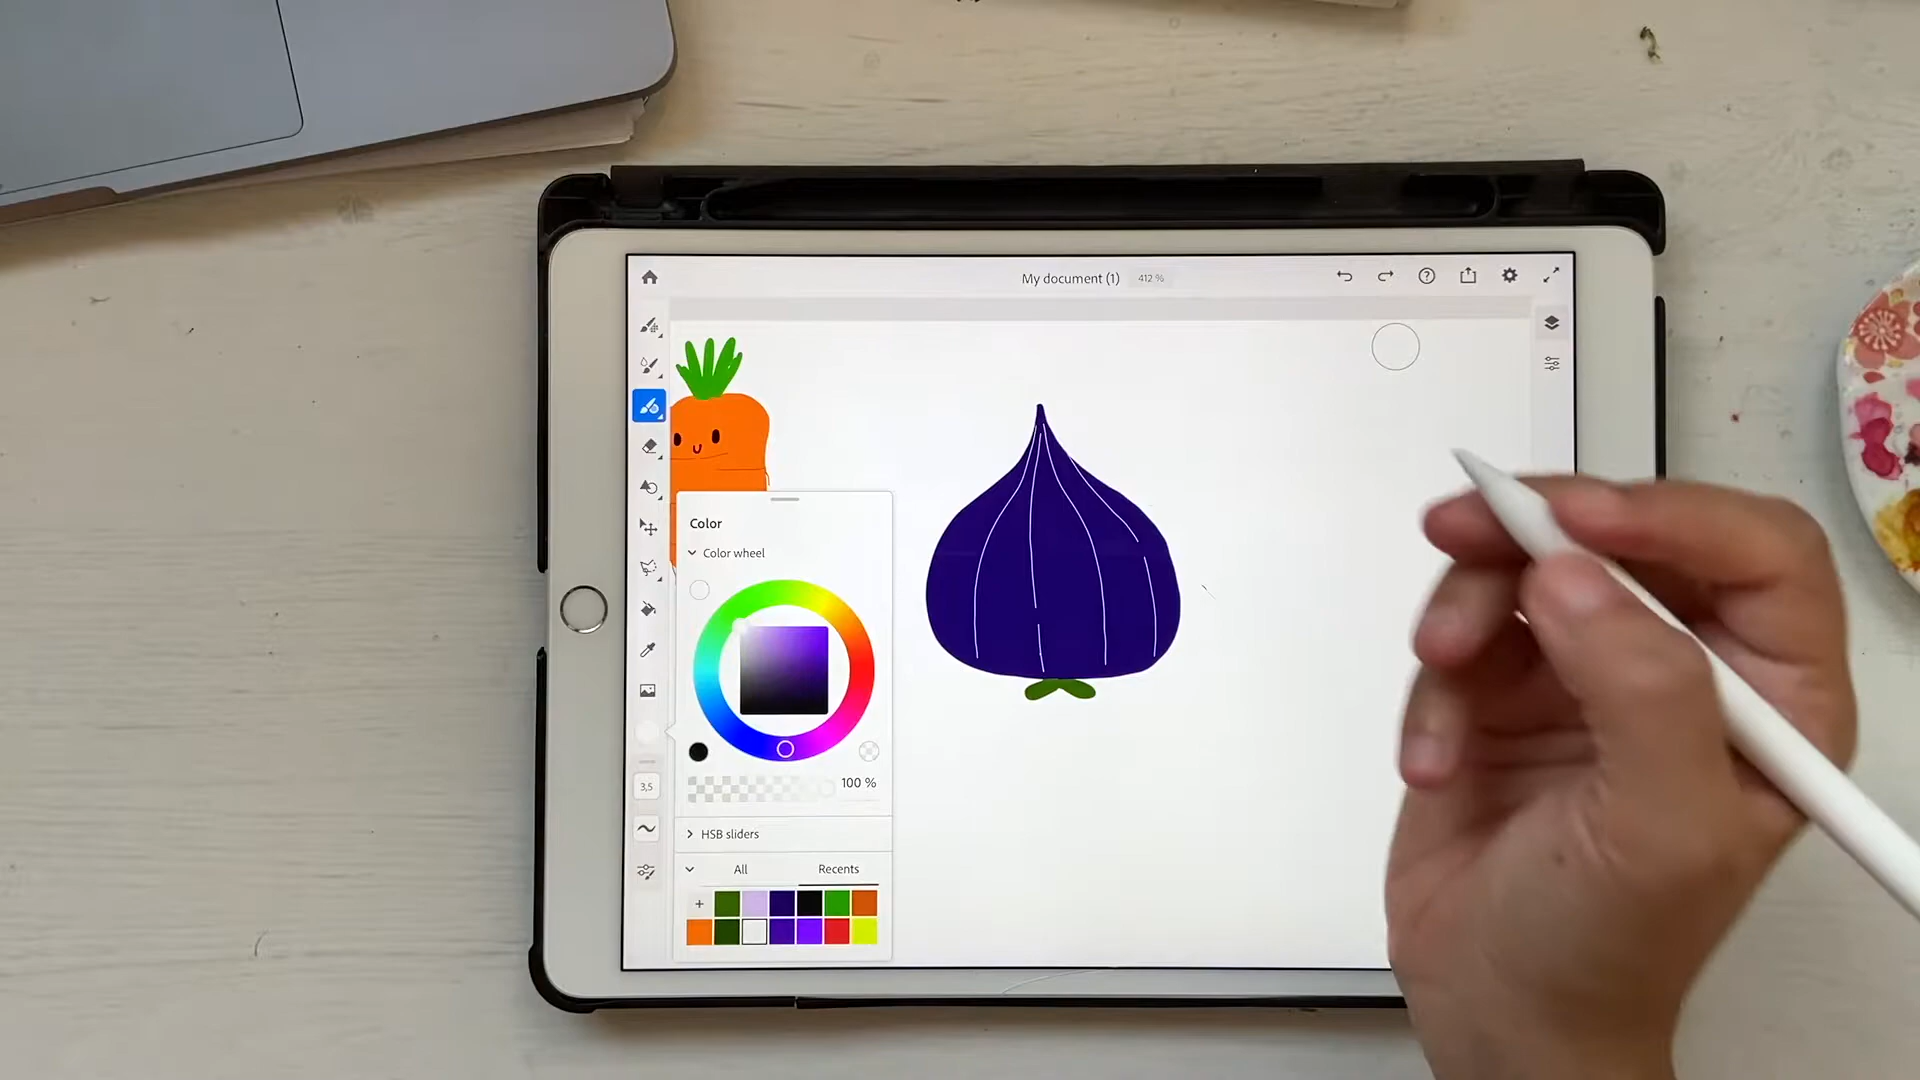 My document (1) 412 %
Color
Color wheel
100 %
3,5
HSB sliders
All Recents